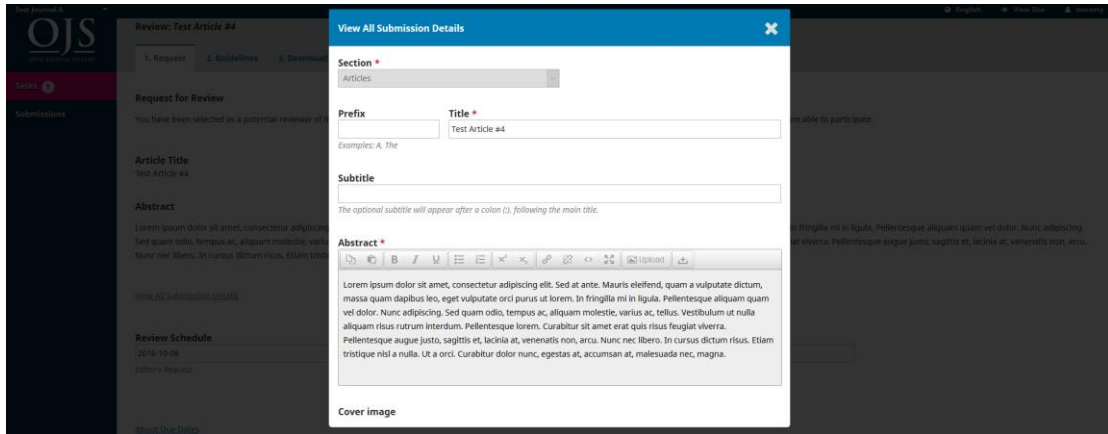 Test Journal A
English
View Site
OJS
OPEN JOURNAL SYSTEMS
Tasks 1
Submissions
Review: Test Article #4
1. Request 2. Guidelines 3. Download
Request for Review
You have been selected as a potential reviewer of
are able to participate.
Article Title
Test Article #4
Abstract
Lorem ipsum dolor sit amet, consectetur adipiscing
fringilla mi in ligula. Pellentesque aliquam quam vel dolor. Nunc adipiscing.
Sed quam odio, tempus ac, aliquam molestie,
viverra. Pellentesque augue justo, sagittis et, lacinia at, venenatis non, arcu.
Nunc nec libero. In cursus dictum risus. Etiam
View All Submission Details
Review Schedule
2016-10-08
Editor's Request
About Due Dates
View All Submission Details
Section *
Articles
Prefix Title *
Test Article #4
Examples: A, The
Subtitle
The optional subtitle will appear after a colon (:), following the main title.
Abstract *
B I U x² x₂ Upload
Lorem ipsum dolor sit amet, consectetur adipiscing elit. Sed at ante. Mauris eleifend, quam a vulputate dictum,
massa quam dapibus leo, eget vulputate orci purus ut lorem. In fringilla mi in ligula. Pellentesque aliquam quam
vel dolor. Nunc adipiscing. Sed quam odio, tempus ac, aliquam molestie, varius ac, tellus. Vestibulum ut nulla
aliquam risus rutrum interdum. Pellentesque lorem. Curabitur sit amet erat quis risus feugiat viverra.
Pellentesque augue justo, sagittis et, lacinia at, venenatis non, arcu. Nunc nec libero. In cursus dictum risus. Etiam
tristique nisl a nulla. Ut a orci. Curabitur dolor nunc, egestas at, accumsan at, malesuada nec, magna.
Cover image